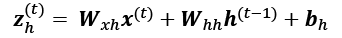 z_h^(t) = W_xh x^(t) + W_hh h^(t−1) + b_h